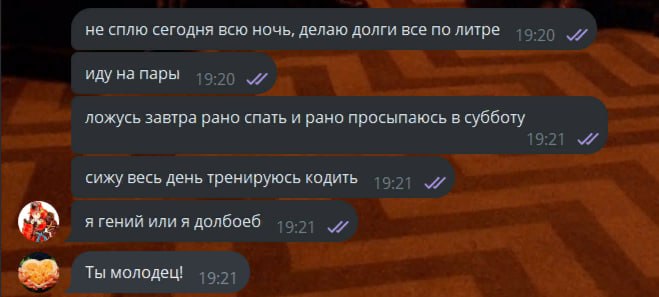 не сплю сегодня всю ночь, делаю долги все по литре 19:20
иду на пары 19:20
ложусь завтра рано спать и рано просыпаюсь в субботу
19:21
сижу весь день тренируюсь кодить 19:21
я гений или я долбоеб 19:21
Ты молодец! 19:21